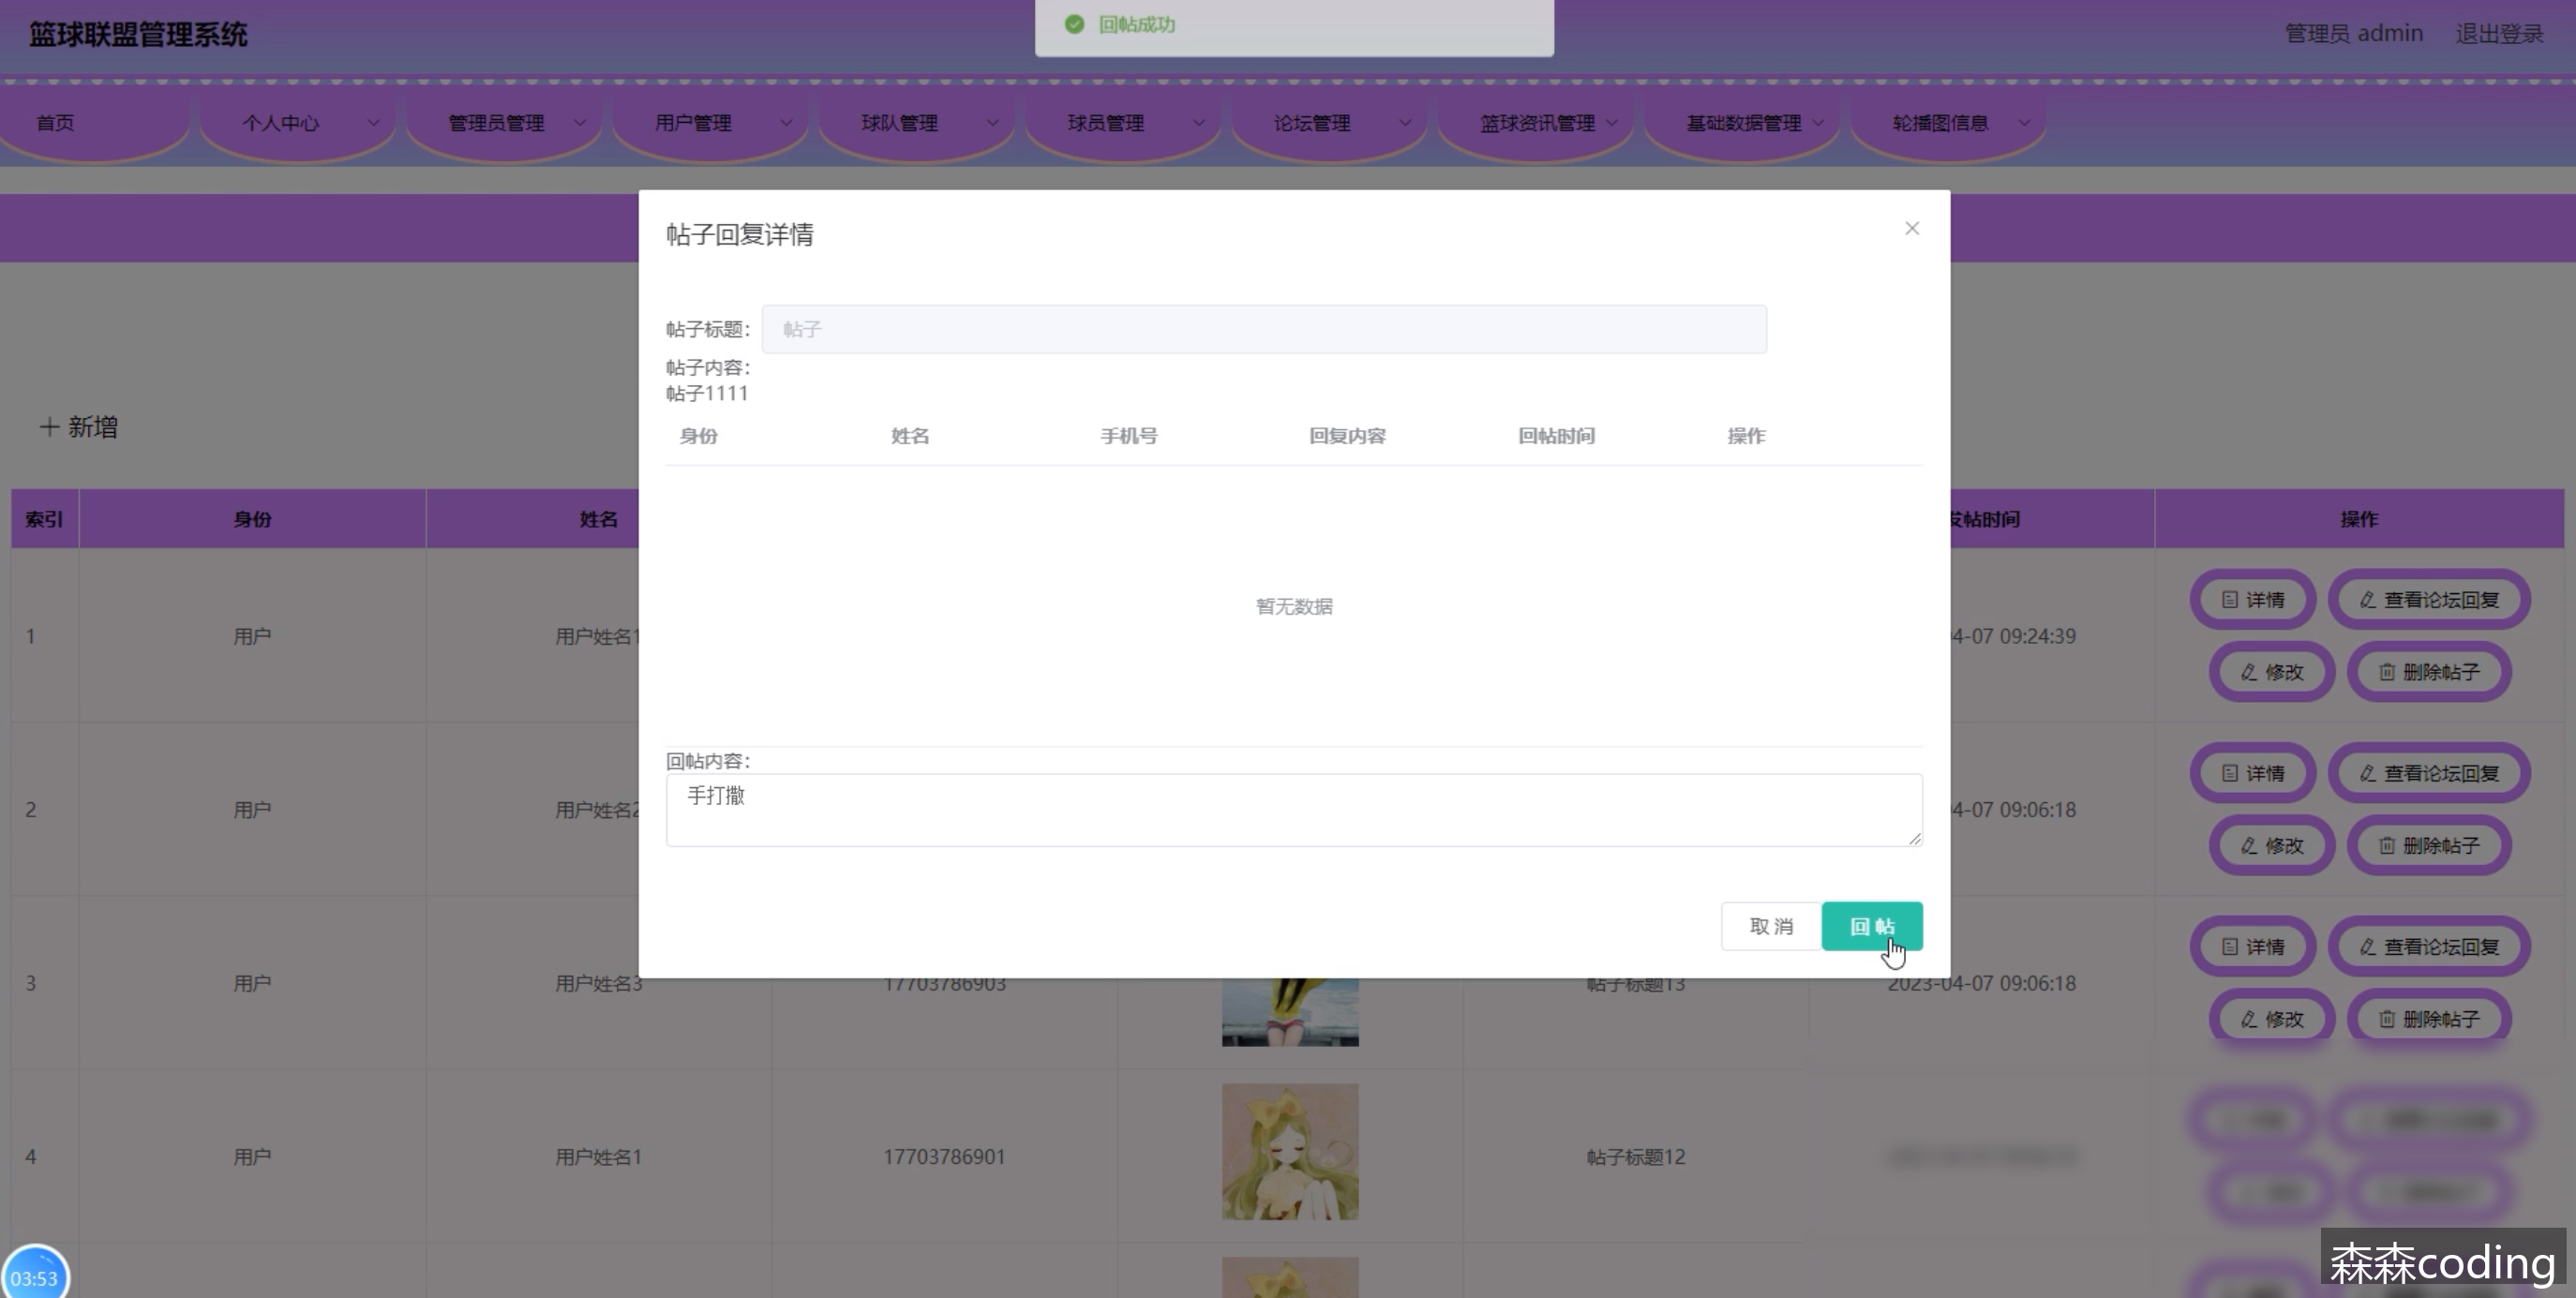 篮球联盟管理系统
回帖成功
管理员 admin
退出登录
首页
个人中心
管理员管理
用户管理
球队管理
球员管理
论坛管理
篮球资讯管理
基础数据管理
轮播图信息
帖子回复详情
帖子标题：
帖子
帖子内容：
帖子1111
身份 姓名 手机号 回复内容 回帖时间 操作
暂无数据
回帖内容：
手打撒
取 消
回 帖
新增
索引 身份 姓名 发帖时间 操作
1 用户 用户姓名1 4-07 09:24:39
详情 查看论坛回复
修改 删除帖子
2 用户 用户姓名2 4-07 09:06:18
详情 查看论坛回复
修改 删除帖子
3 用户 用户姓名3 17703786903 帖子标题13 2023-04-07 09:06:18
详情 查看论坛回复
修改 删除帖子
4 用户 用户姓名1 17703786901 帖子标题12
03:53
森森coding